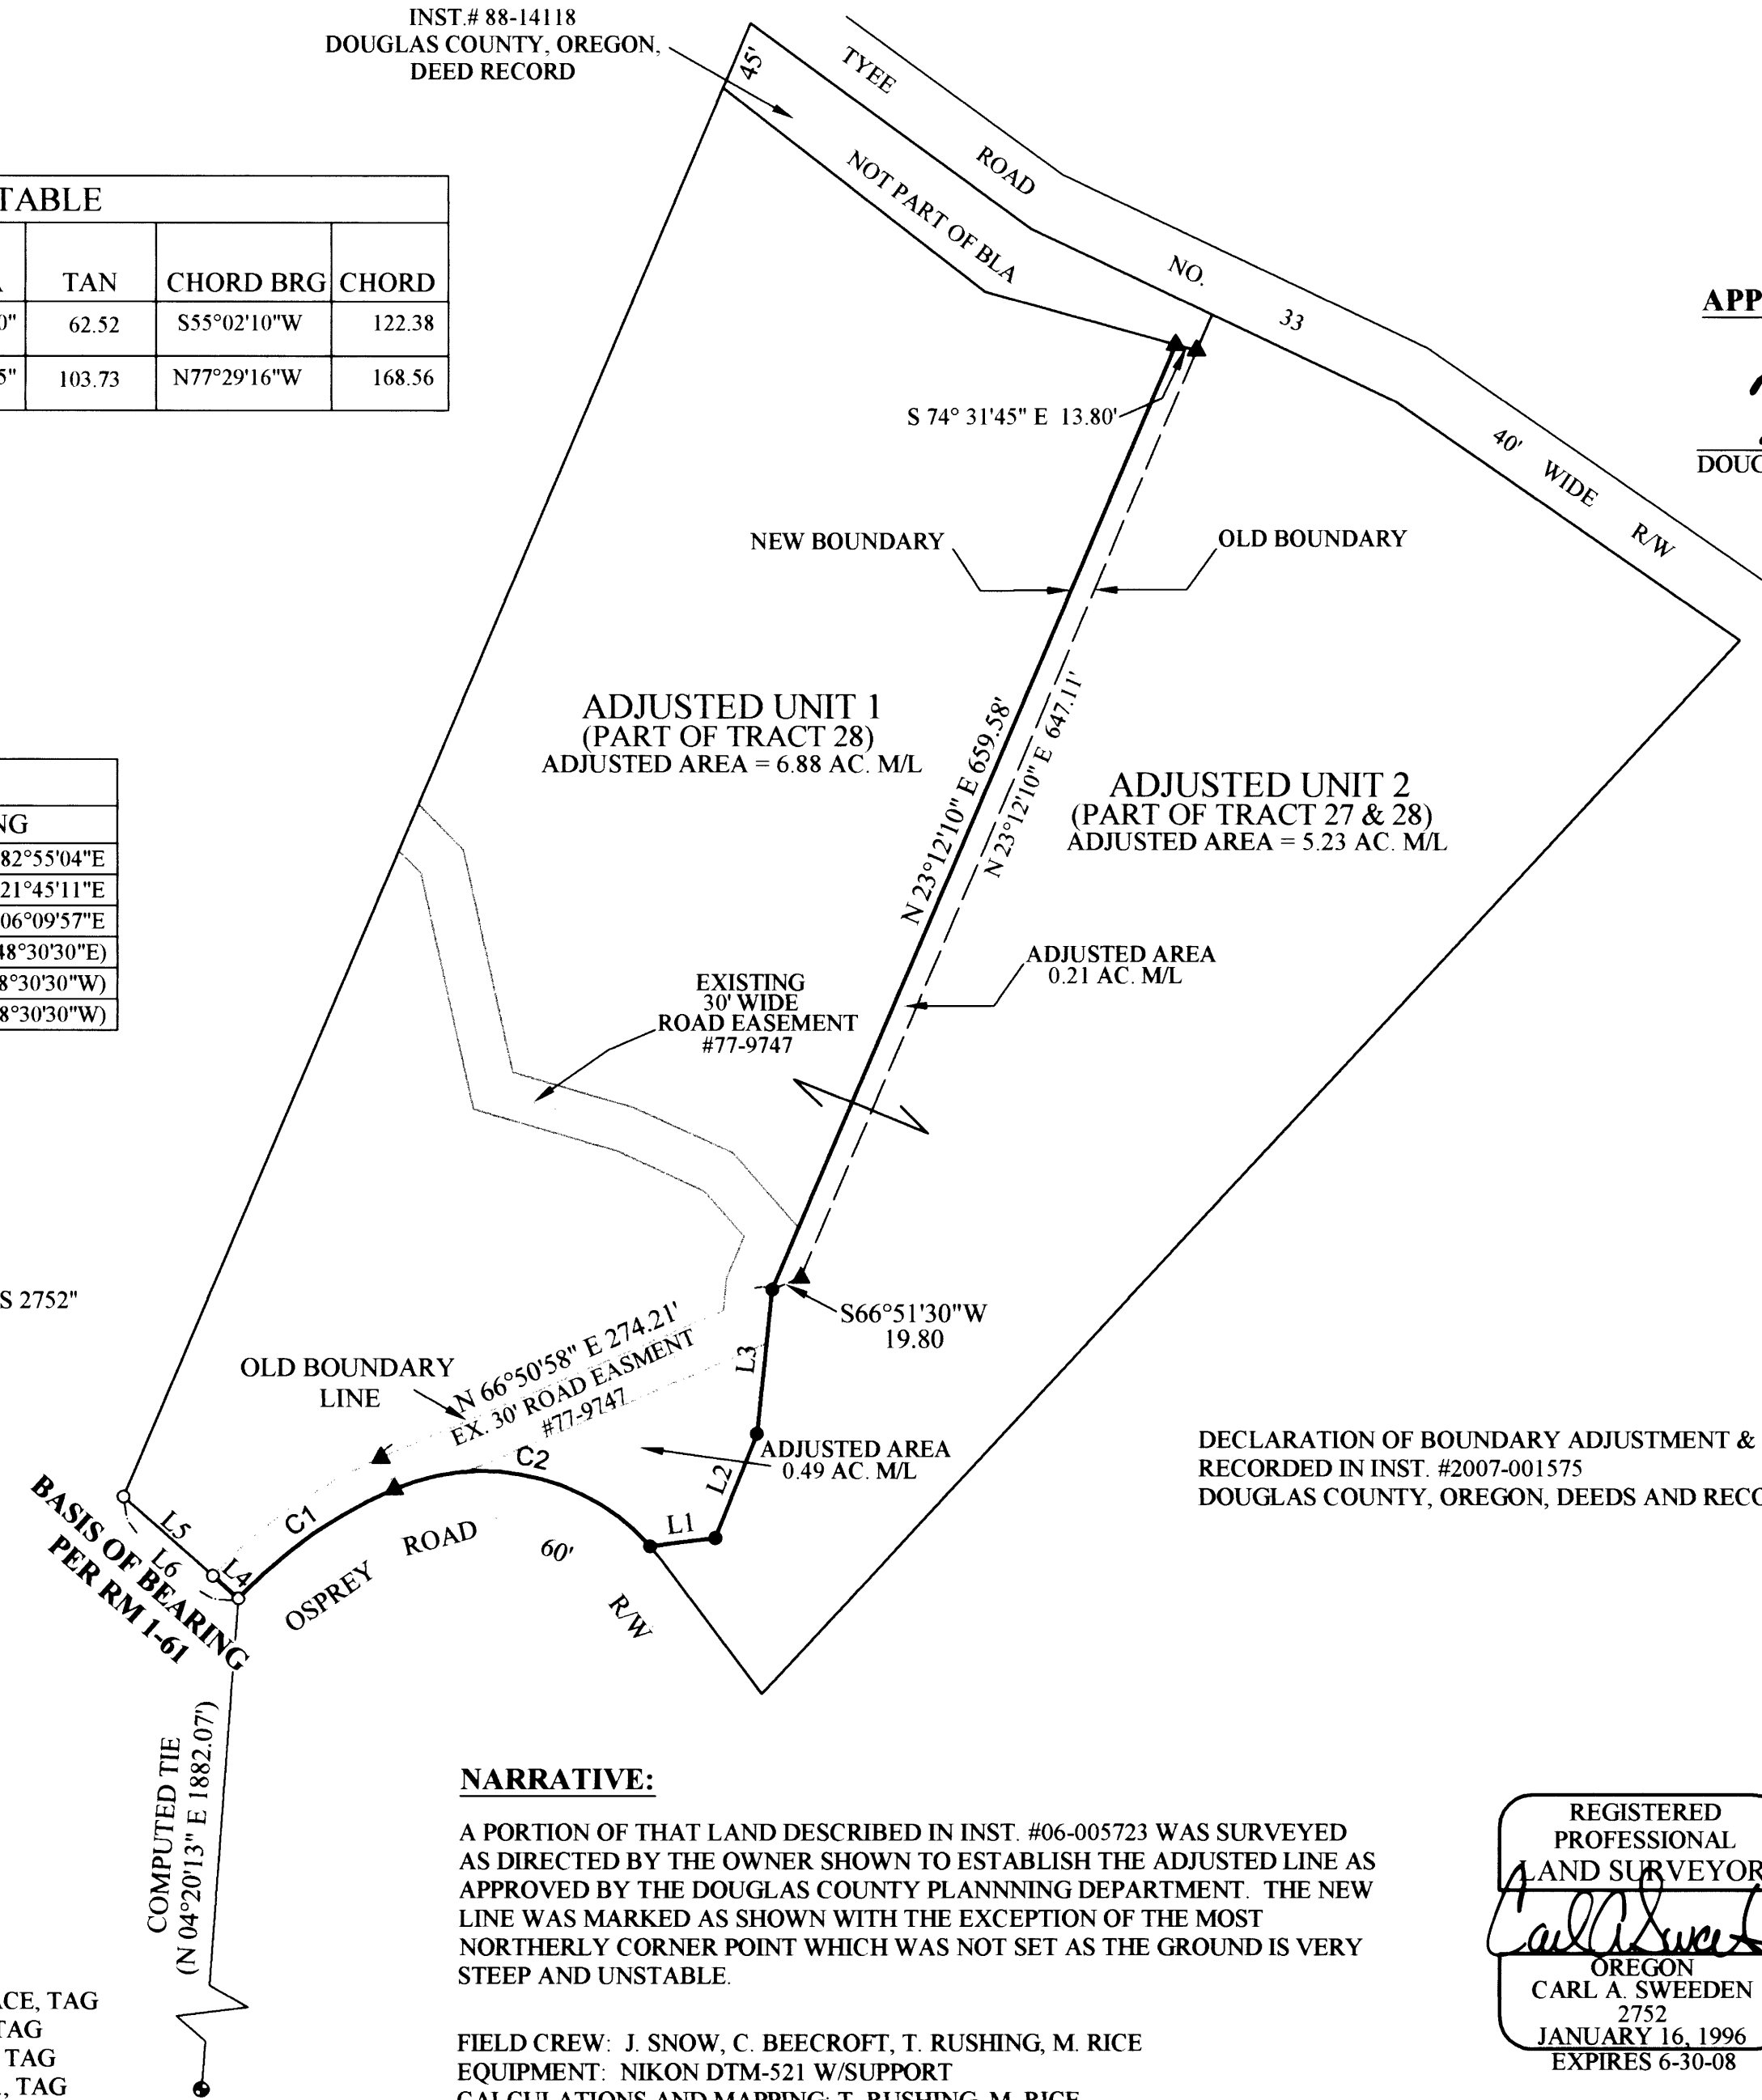 INST.# 88-14118
DOUGLAS COUNTY, OREGON,
DEED RECORD
45'
TYEE ROAD NO. 33 40' WIDE R/W
NOT PART OF BLA
TABLE
TAN CHORD BRG CHORD
0" 62.52 S55°02'10"W 122.38
5" 103.73 N77°29'16"W 168.56
APP
DOUG
S 74° 31'45" E 13.80'
NEW BOUNDARY
OLD BOUNDARY
ADJUSTED UNIT 1
(PART OF TRACT 28)
ADJUSTED AREA = 6.88 AC. M/L
N 23°12'10" E 659.58'
N 23°12'10" E 647.11'
ADJUSTED UNIT 2
(PART OF TRACT 27 & 28)
ADJUSTED AREA = 5.23 AC. M/L
NG
82°55'04"E
21°45'11"E
06°09'57"E
48°30'30"E)
8°30'30"W)
8°30'30"W)
ADJUSTED AREA
0.21 AC. M/L
EXISTING
30' WIDE
ROAD EASEMENT
#77-9747
S 2752"
S66°51'30"W
19.80
OLD BOUNDARY
LINE
N 66°50'58" E 274.21'
EX. 30' ROAD EASMENT
#77-9747
L3
ADJUSTED AREA
0.49 AC. M/L
C2
L2
L1
C1
L5
L6
L4
OSPREY ROAD 60' R/W
BASIS OF BEARING
PER RM 1-61
DECLARATION OF BOUNDARY ADJUSTMENT &
RECORDED IN INST. #2007-001575
DOUGLAS COUNTY, OREGON, DEEDS AND RECO
COMPUTED TIE
(N 04°20'13" E 1882.07')
NARRATIVE:
A PORTION OF THAT LAND DESCRIBED IN INST. #06-005723 WAS SURVEYED
AS DIRECTED BY THE OWNER SHOWN TO ESTABLISH THE ADJUSTED LINE AS
APPROVED BY THE DOUGLAS COUNTY PLANNNING DEPARTMENT. THE NEW
LINE WAS MARKED AS SHOWN WITH THE EXCEPTION OF THE MOST
NORTHERLY CORNER POINT WHICH WAS NOT SET AS THE GROUND IS VERY
STEEP AND UNSTABLE.
FIELD CREW: J. SNOW, C. BEECROFT, T. RUSHING, M. RICE
EQUIPMENT: NIKON DTM-521 W/SUPPORT
CALCULATIONS AND MAPPING: T. RUSHING, M. RICE
ACE, TAG
TAG
TAG
, TAG
REGISTERED
PROFESSIONAL
LAND SURVEYOR
Carl A Sweeden
OREGON
CARL A. SWEEDEN
2752
JANUARY 16, 1996
EXPIRES 6-30-08